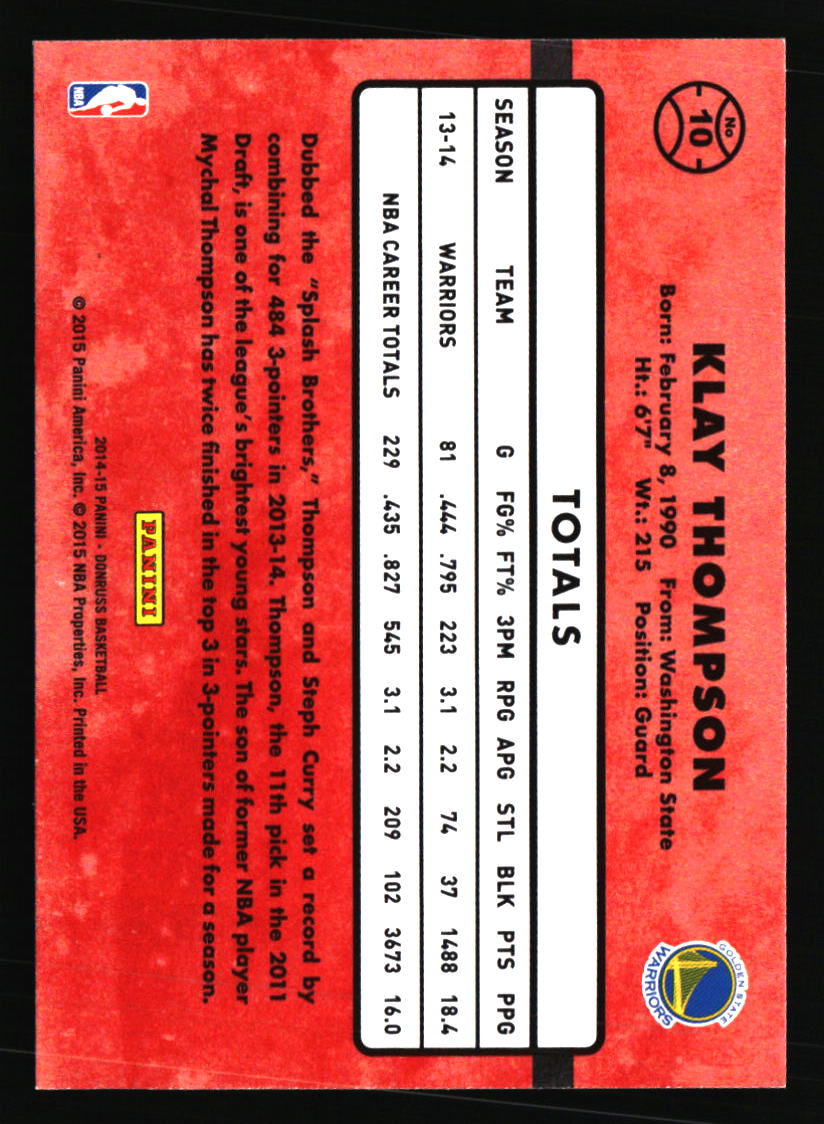 No
10
KLAY THOMPSON
Born: February 8, 1990 From: Washington State
Ht.: 6'7" Wt.: 215 Position: Guard
GOLDEN STATE
WARRIORS
TOTALS
SEASON TEAM G FG% FT% 3PM RPG APG STL BLK PTS PPG
13-14 WARRIORS 81 .444 .795 223 3.1 2.2 74 37 1488 18.4
NBA CAREER TOTALS 229 .435 .827 545 3.1 2.2 209 102 3673 16.0
Dubbed the "Splash Brothers," Thompson and Steph Curry set a record by
combining for 484 3-pointers in 2013-14. Thompson, the 11th pick in the 2011
Draft, is one of the league's brightest young stars. The son of former NBA player
Mychal Thompson has twice finished in the top 3 in 3-pointers made for a season.
PANINI
2014-15 PANINI - DONRUSS BASKETBALL
© 2015 Panini America, Inc. © 2015 NBA Properties, Inc. Printed in the USA.
NBA